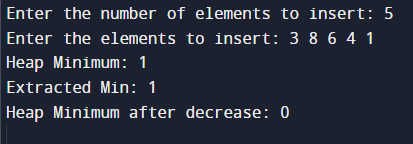 Enter the number of elements to insert: 5
Enter the elements to insert: 3 8 6 4 1
Heap Minimum: 1
Extracted Min: 1
Heap Minimum after decrease: 0